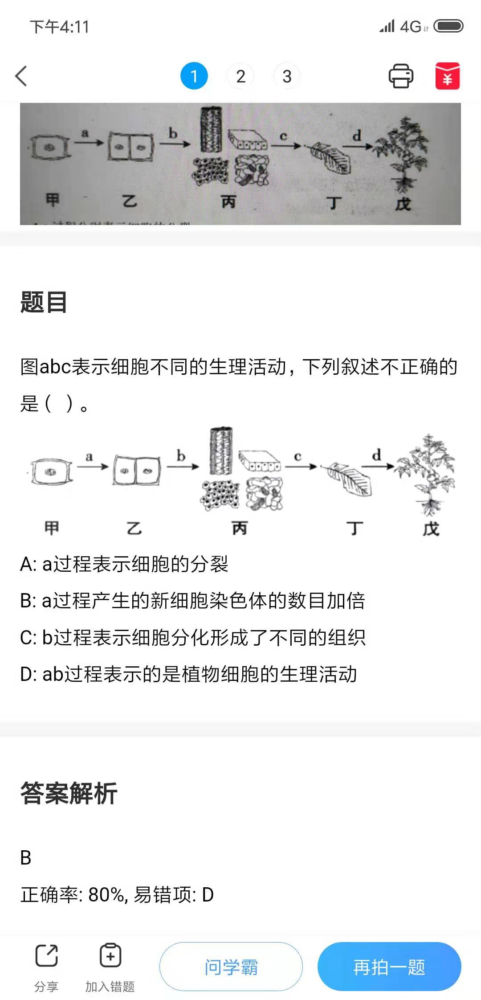 下午4:11
4G
1 2 3
¥
a b c d
甲 乙 丙 丁 戊
题目
图abc表示细胞不同的生理活动，下列叙述不正确的
是（ ）。
a b c d
甲 乙 丙 丁 戊
A: a过程表示细胞的分裂
B: a过程产生的新细胞染色体的数目加倍
C: b过程表示细胞分化形成了不同的组织
D: ab过程表示的是植物细胞的生理活动
答案解析
B
正确率: 80%, 易错项: D
分享 加入错题 问学霸 再拍一题